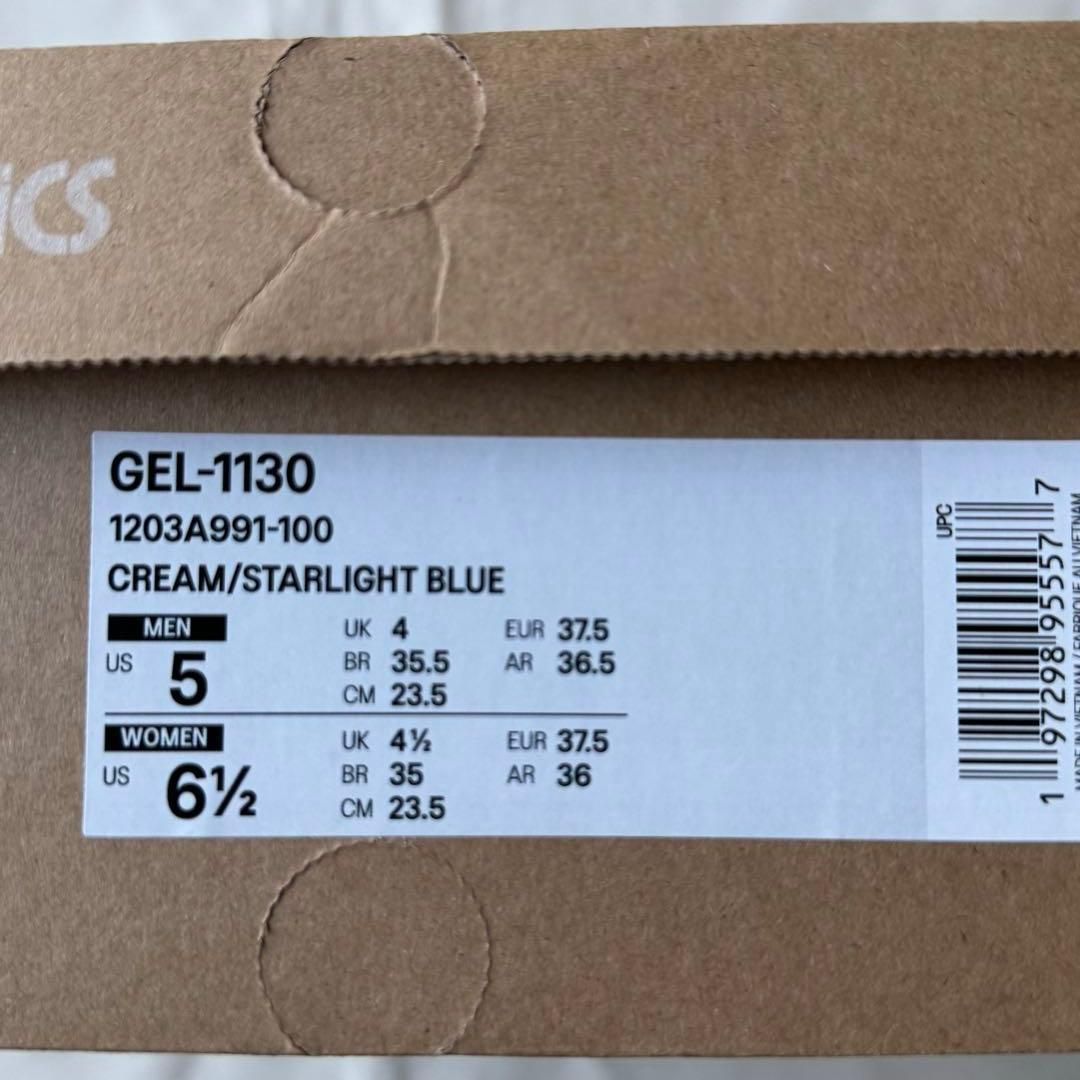 ICS
GEL-1130
1203A991-100
CREAM/STARLIGHT BLUE
MEN
US 5
UK 4 EUR 37.5
BR 35.5 AR 36.5
CM 23.5
WOMEN
US 6½
UK 4½ EUR 37.5
BR 35 AR 36
CM 23.5
UPC
1 97298 95557 7
MADE IN VIETNAM / FABRIQUE AU VIETNAM